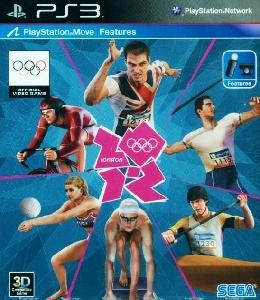 PS3
PlayStation.Network
PlayStation.Move Features
Features
OFFICIAL
VIDEO GAME
london
2012
3D
SEGA